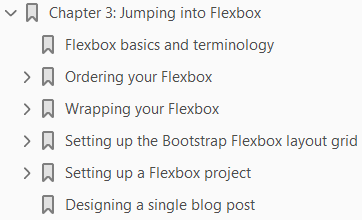 Chapter 3: Jumping into Flexbox
Flexbox basics and terminology
Ordering your Flexbox
Wrapping your Flexbox
Setting up the Bootstrap Flexbox layout grid
Setting up a Flexbox project
Designing a single blog post